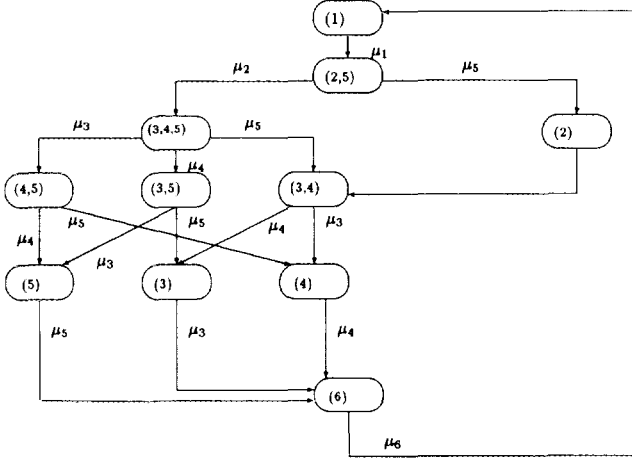 (1)
μ1
(2,5)
μ2
μ5
(3,4,5)
(2)
μ3
μ5
μ4
(4,5)
(3,5)
(3,4)
μ4
μ5
μ5
μ4
μ3
μ3
(5)
(3)
(4)
μ5
μ3
μ4
(6)
μ6